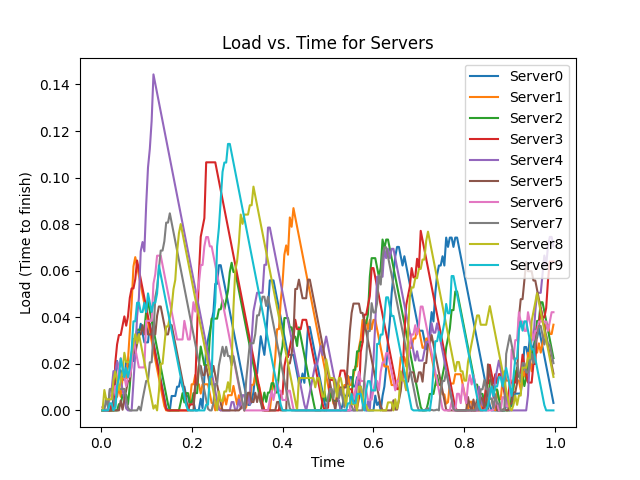 Load vs. Time for Servers
Load (Time to finish)
0.14
0.12
0.10
0.08
0.06
0.04
0.02
0.00
0.0
0.2
0.4
0.6
0.8
1.0
Time
Server0
Server1
Server2
Server3
Server4
Server5
Server6
Server7
Server8
Server9